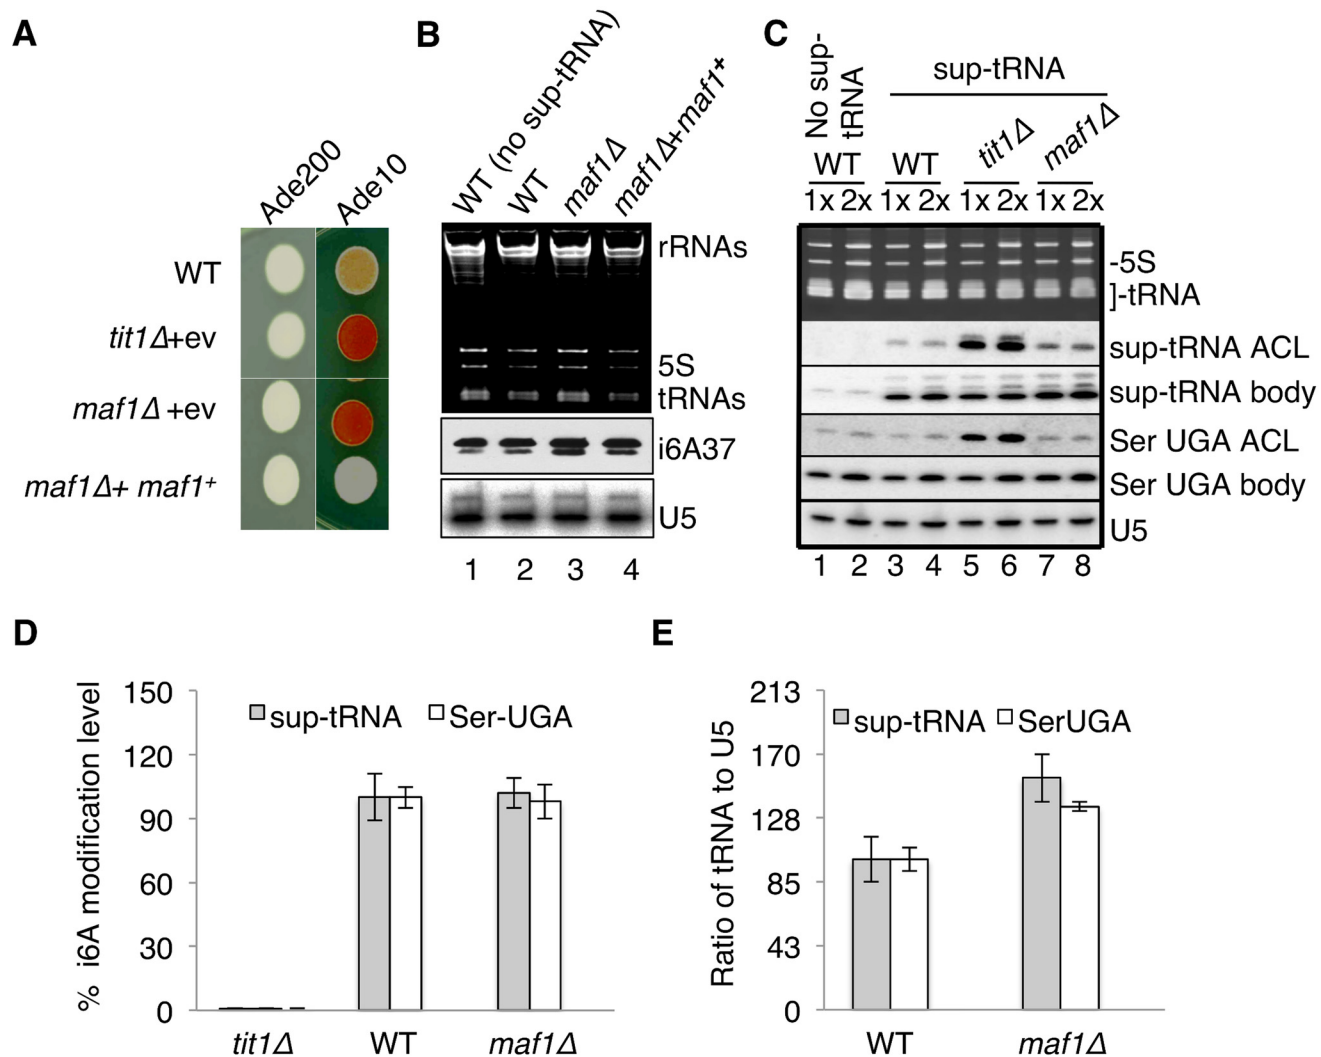 A
Ade200
Ade10
WT
tit1Δ+ev
maf1Δ +ev
maf1Δ+ maf1+
B
WT (no sup-tRNA)
WT
maf1Δ
maf1Δ+maf1+
rRNAs
5S
tRNAs
i6A37
U5
1 2 3 4
C
No sup-
tRNA
sup-tRNA
WT WT tit1Δ maf1Δ
1x 2x 1x 2x 1x 2x 1x 2x
-5S
]-tRNA
sup-tRNA ACL
sup-tRNA body
Ser UGA ACL
Ser UGA body
U5
1 2 3 4 5 6 7 8
D
% i6A modification level
150
120
90
60
30
0
sup-tRNA Ser-UGA
tit1Δ WT maf1Δ
E
Ratio of tRNA to U5
213
170
128
85
43
0
sup-tRNA SerUGA
WT maf1Δ